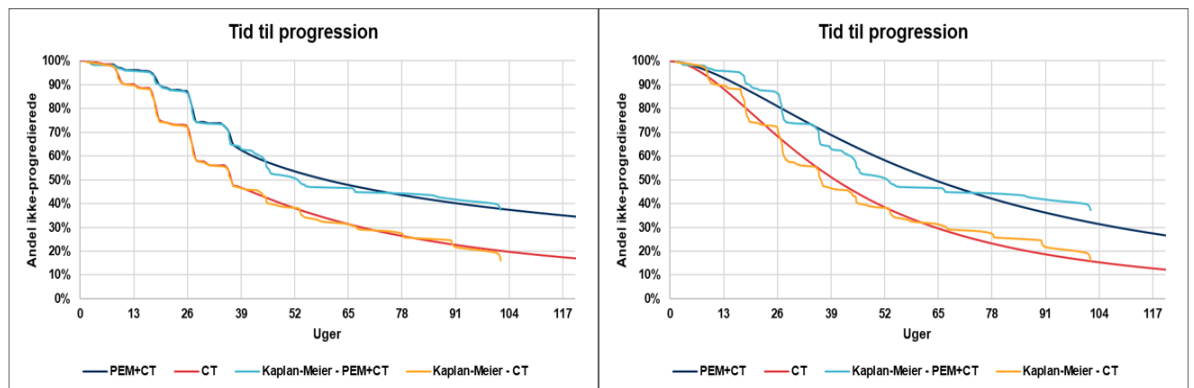 Tid til progression
Andel ikke-progredierede
100%
90%
80%
70%
60%
50%
40%
30%
20%
10%
0%
0 13 26 39 52 65 78 91 104 117
Uger
PEM+CT CT Kaplan-Meier - PEM+CT Kaplan-Meier - CT
Tid til progression
Andel ikke-progredierede
100%
90%
80%
70%
60%
50%
40%
30%
20%
10%
0%
0 13 26 39 52 65 78 91 104 117
Uger
PEM+CT CT Kaplan-Meier - PEM+CT Kaplan-Meier - CT